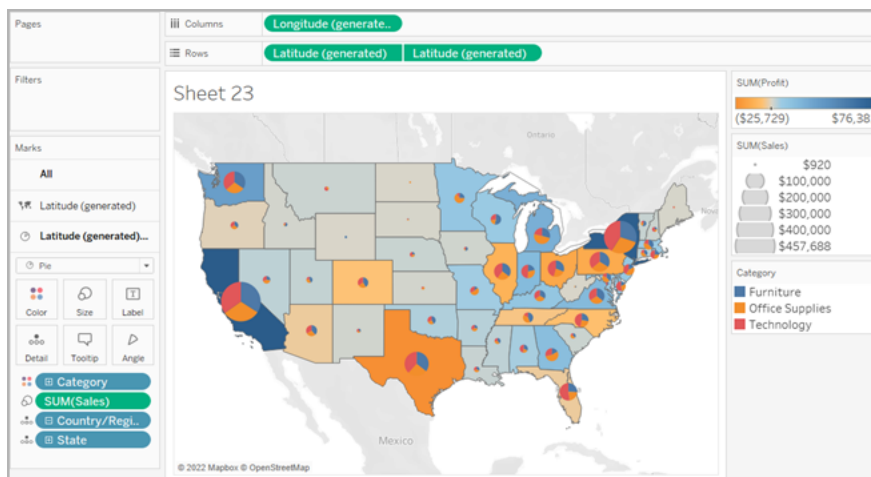 Pages
Columns
Longitude (generate..
Rows
Latitude (generated)
Latitude (generated)
Filters
Marks
All
Latitude (generated)
Latitude (generated)...
Pie
Color
Size
Label
Detail
Tooltip
Angle
Category
SUM(Sales)
Country/Regi..
State
Sheet 23
Ontario
Mexico
© 2022 Mapbox © OpenStreetMap
SUM(Profit)
($25,729)
$76,38
SUM(Sales)
$920
$100,000
$200,000
$300,000
$400,000
$457,688
Category
Furniture
Office Supplies
Technology